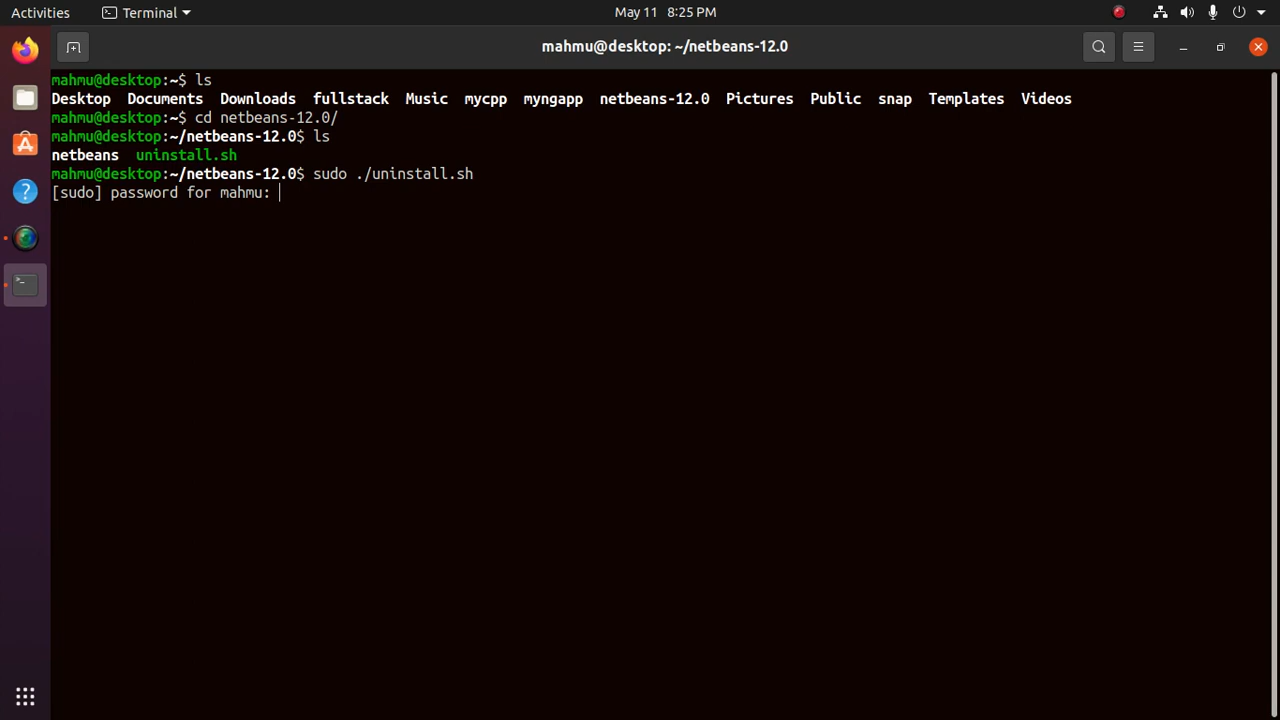 Activities Terminal May 11 8:25 PM
mahmu@desktop: ~/netbeans-12.0
mahmu@desktop:~$ ls
Desktop Documents Downloads fullstack Music mycpp myngapp netbeans-12.0 Pictures Public snap Templates Videos
mahmu@desktop:~$ cd netbeans-12.0/
mahmu@desktop:~/netbeans-12.0$ ls
netbeans uninstall.sh
mahmu@desktop:~/netbeans-12.0$ sudo ./uninstall.sh
[sudo] password for mahmu: